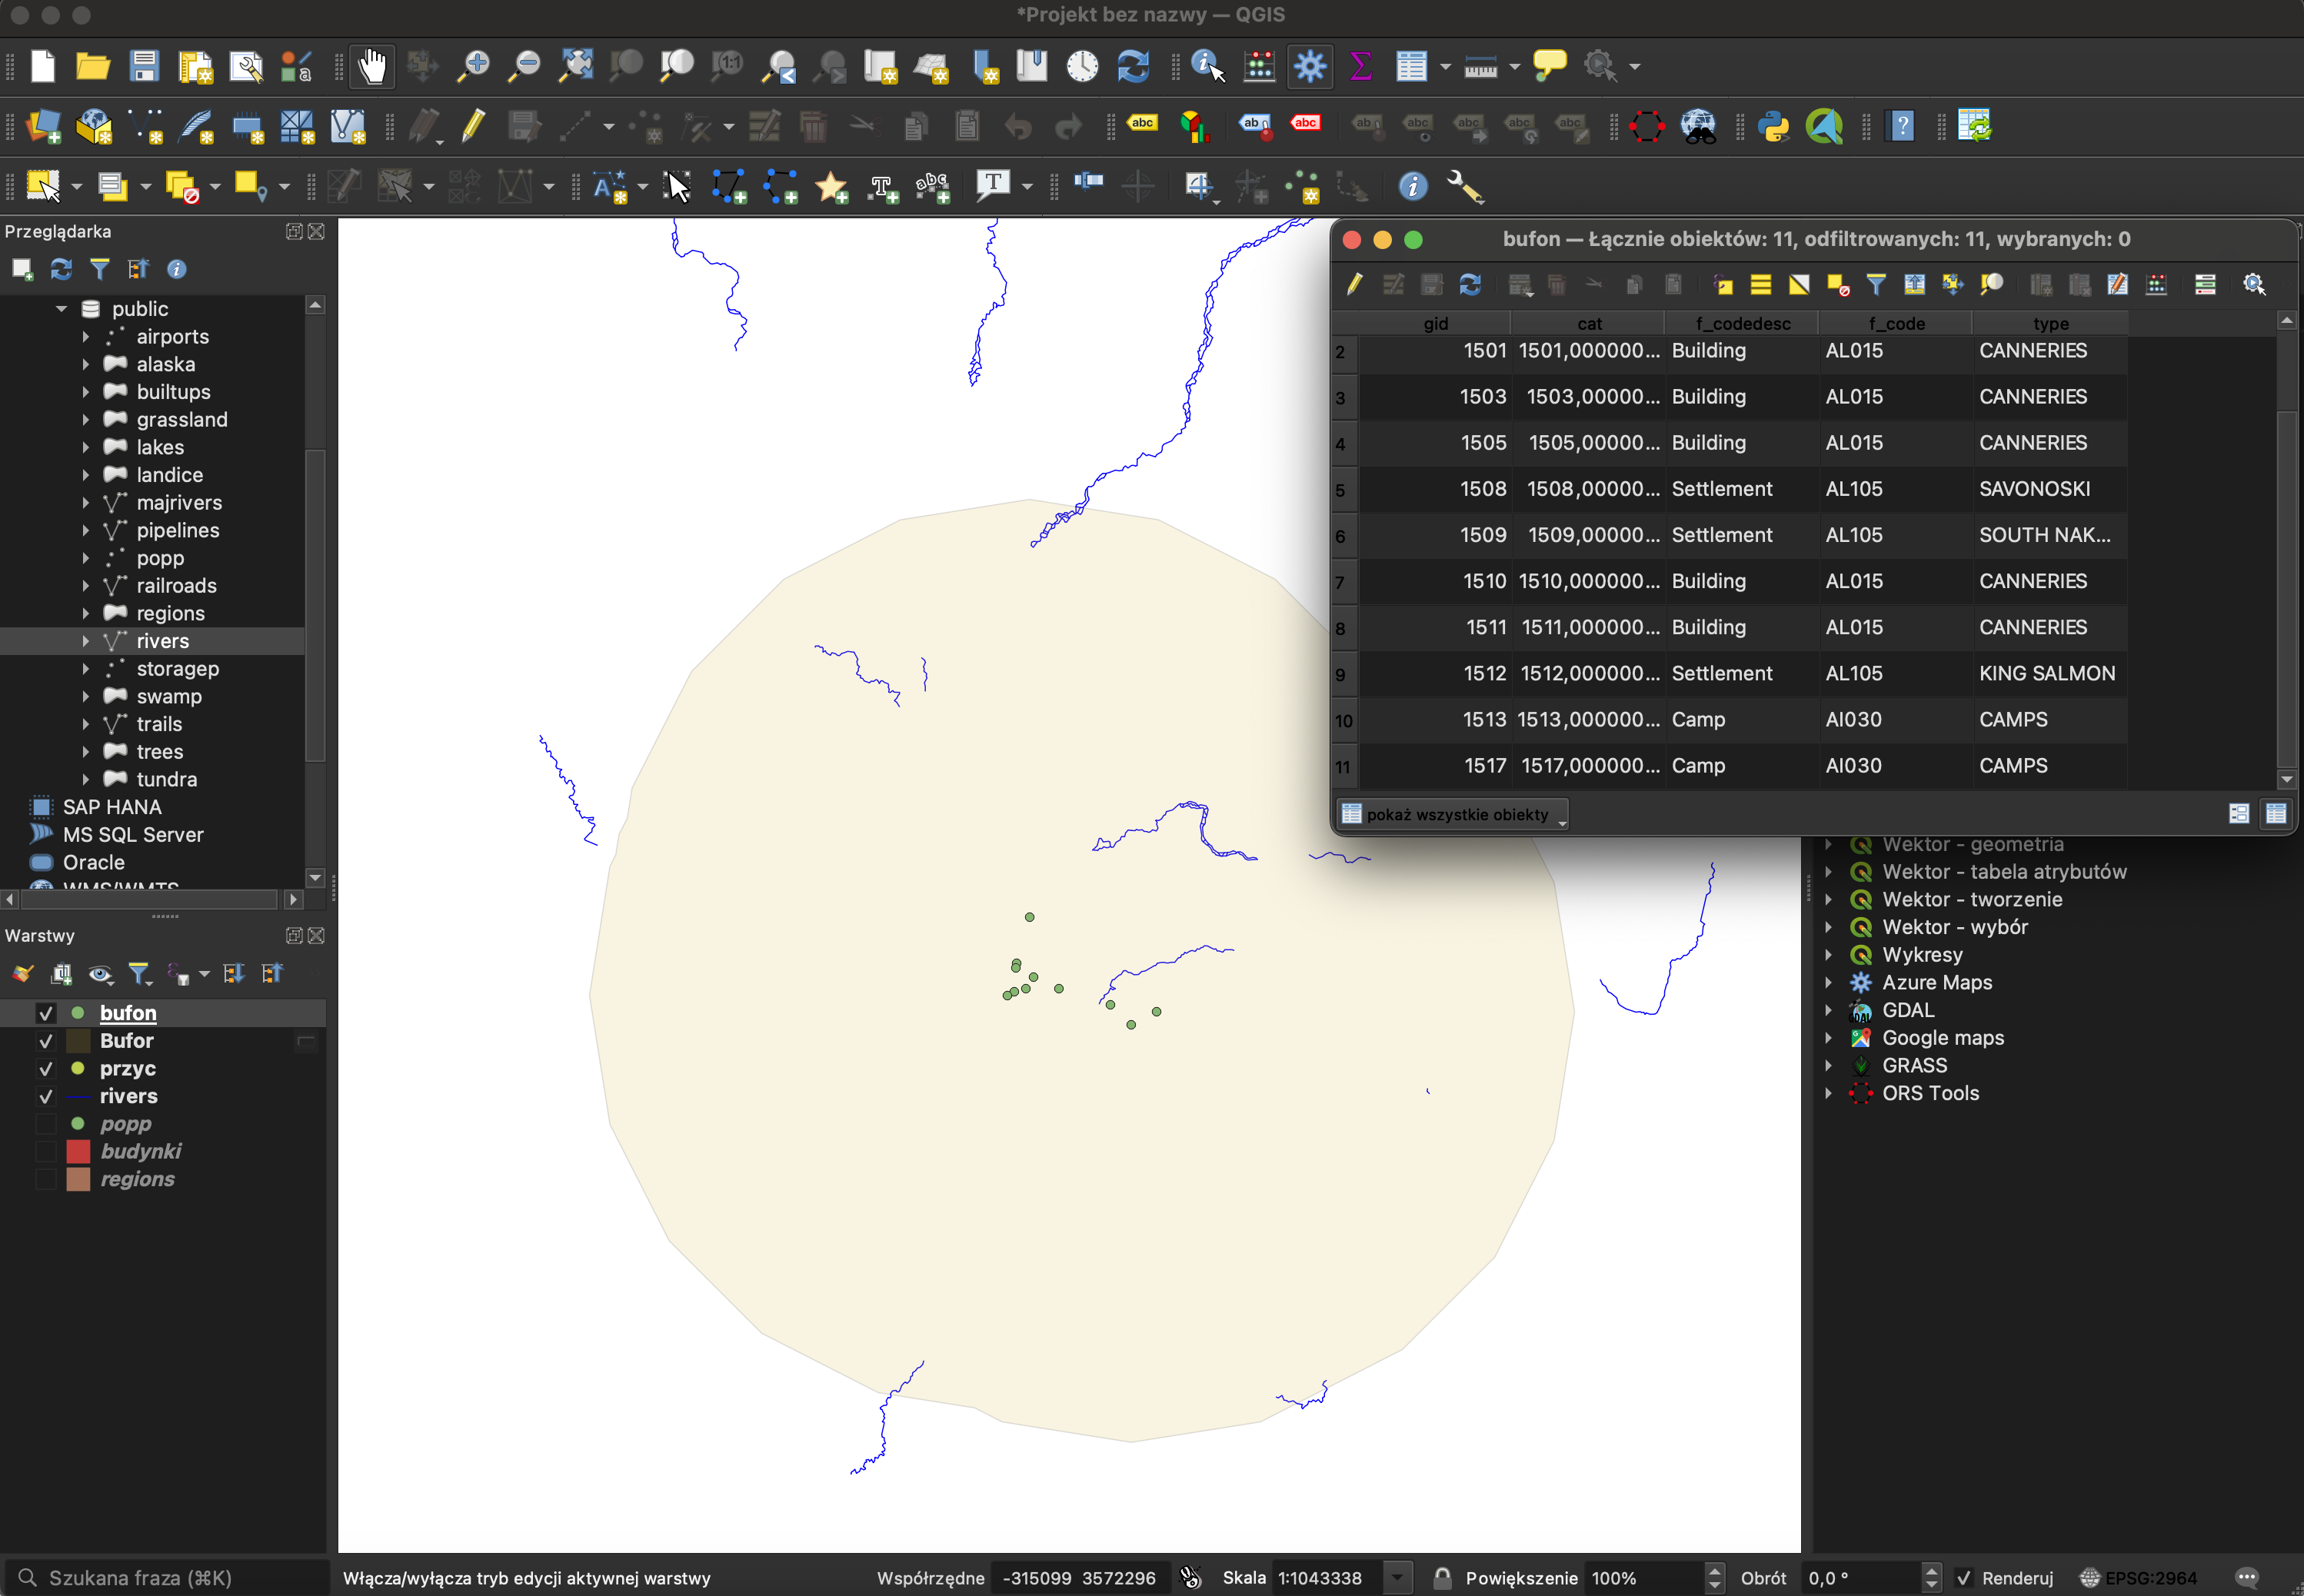 *Projekt bez nazwy — QGIS
Przeglądarka
public
airports
alaska
builtups
grassland
lakes
landice
majrivers
pipelines
popp
railroads
regions
rivers
storagep
swamp
trails
trees
tundra
SAP HANA
MS SQL Server
Oracle
WMS/WMTS
Warstwy
bufon
Bufor
przyc
rivers
popp
budynki
regions
bufon — Łącznie obiektów: 11, odfiltrowanych: 11, wybranych: 0
gid cat f_codedesc f_code type
2 1501 1501,000000... Building AL015 CANNERIES
3 1503 1503,00000... Building AL015 CANNERIES
4 1505 1505,00000... Building AL015 CANNERIES
5 1508 1508,00000... Settlement AL105 SAVONOSKI
6 1509 1509,00000... Settlement AL105 SOUTH NAK...
7 1510 1510,000000... Building AL015 CANNERIES
8 1511 1511,000000... Building AL015 CANNERIES
9 1512 1512,000000... Settlement AL105 KING SALMON
10 1513 1513,000000... Camp AI030 CAMPS
11 1517 1517,000000... Camp AI030 CAMPS
pokaż wszystkie obiekty
Wektor - geometria
Wektor - tabela atrybutów
Wektor - tworzenie
Wektor - wybór
Wykresy
Azure Maps
GDAL
Google maps
GRASS
ORS Tools
Szukana fraza (⌘K)
Włącza/wyłącza tryb edycji aktywnej warstwy
Współrzędne -315099 3572296
Skala 1:1043338
Powiększenie 100%
Obrót 0,0 °
Renderuj
EPSG:2964